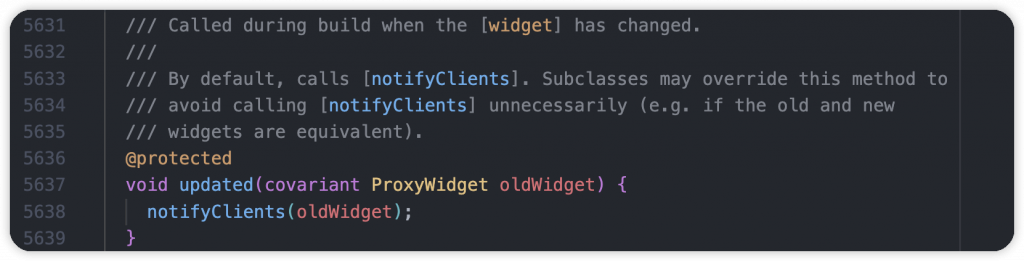 5631 /// Called during build when the [widget] has changed.
5632 ///
5633 /// By default, calls [notifyClients]. Subclasses may override this method to
5634 /// avoid calling [notifyClients] unnecessarily (e.g. if the old and new
5635 /// widgets are equivalent).
5636 @protected
5637 void updated(covariant ProxyWidget oldWidget) {
5638 notifyClients(oldWidget);
5639 }